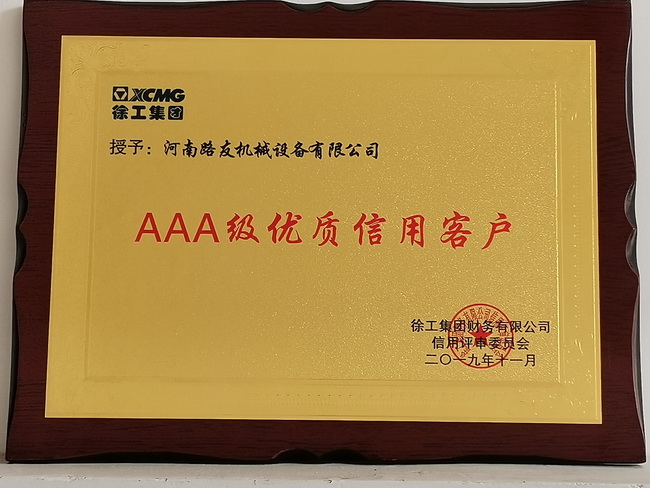 XCMG
徐工集团
授予：河南路友机械设备有限公司
AAA级优质信用客户
徐工集团财务有限公司
信用评审委员会
二〇一九年十一月